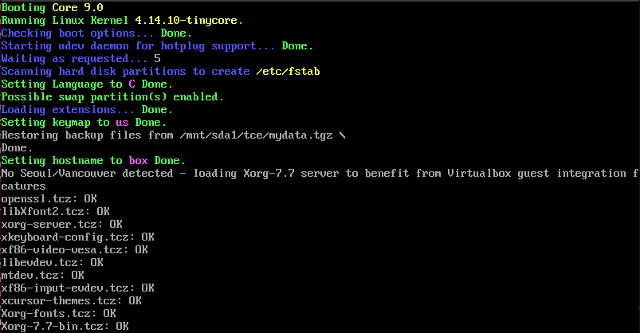 Booting Core 9.0
Running Linux Kernel 4.14.10-tinycore.
Checking boot options... Done.
Starting udev daemon for hotplug support... Done.
Waiting as requested... 5
Scanning hard disk partitions to create /etc/fstab
Setting Language to C Done.
Possible swap partition(s) enabled.
Loading extensions... Done.
Setting keymap to us Done.
Restoring backup files from /mnt/sda1/tce/mydata.tgz \
Done.
Setting hostname to box Done.
No Seoul/Vancouver detected - loading Xorg-7.7 server to benefit from Virtualbox guest integration f
eatures
openssl.tcz: OK
libXfont2.tcz: OK
xorg-server.tcz: OK
xkeyboard-config.tcz: OK
xf86-video-vesa.tcz: OK
libevdev.tcz: OK
mtdev.tcz: OK
xf86-input-evdev.tcz: OK
xcursor-themes.tcz: OK
Xorg-fonts.tcz: OK
Xorg-7.7-bin.tcz: OK